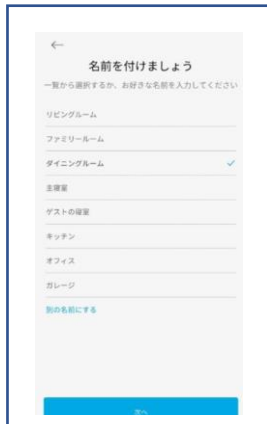 名前を付けましょう
一覧から選択するか、お好きな名前を入力してください
リビングルーム
ファミリールーム
ダイニングルーム
主寝室
ゲストの寝室
キッチン
オフィス
ガレージ
別の名前にする
次へ